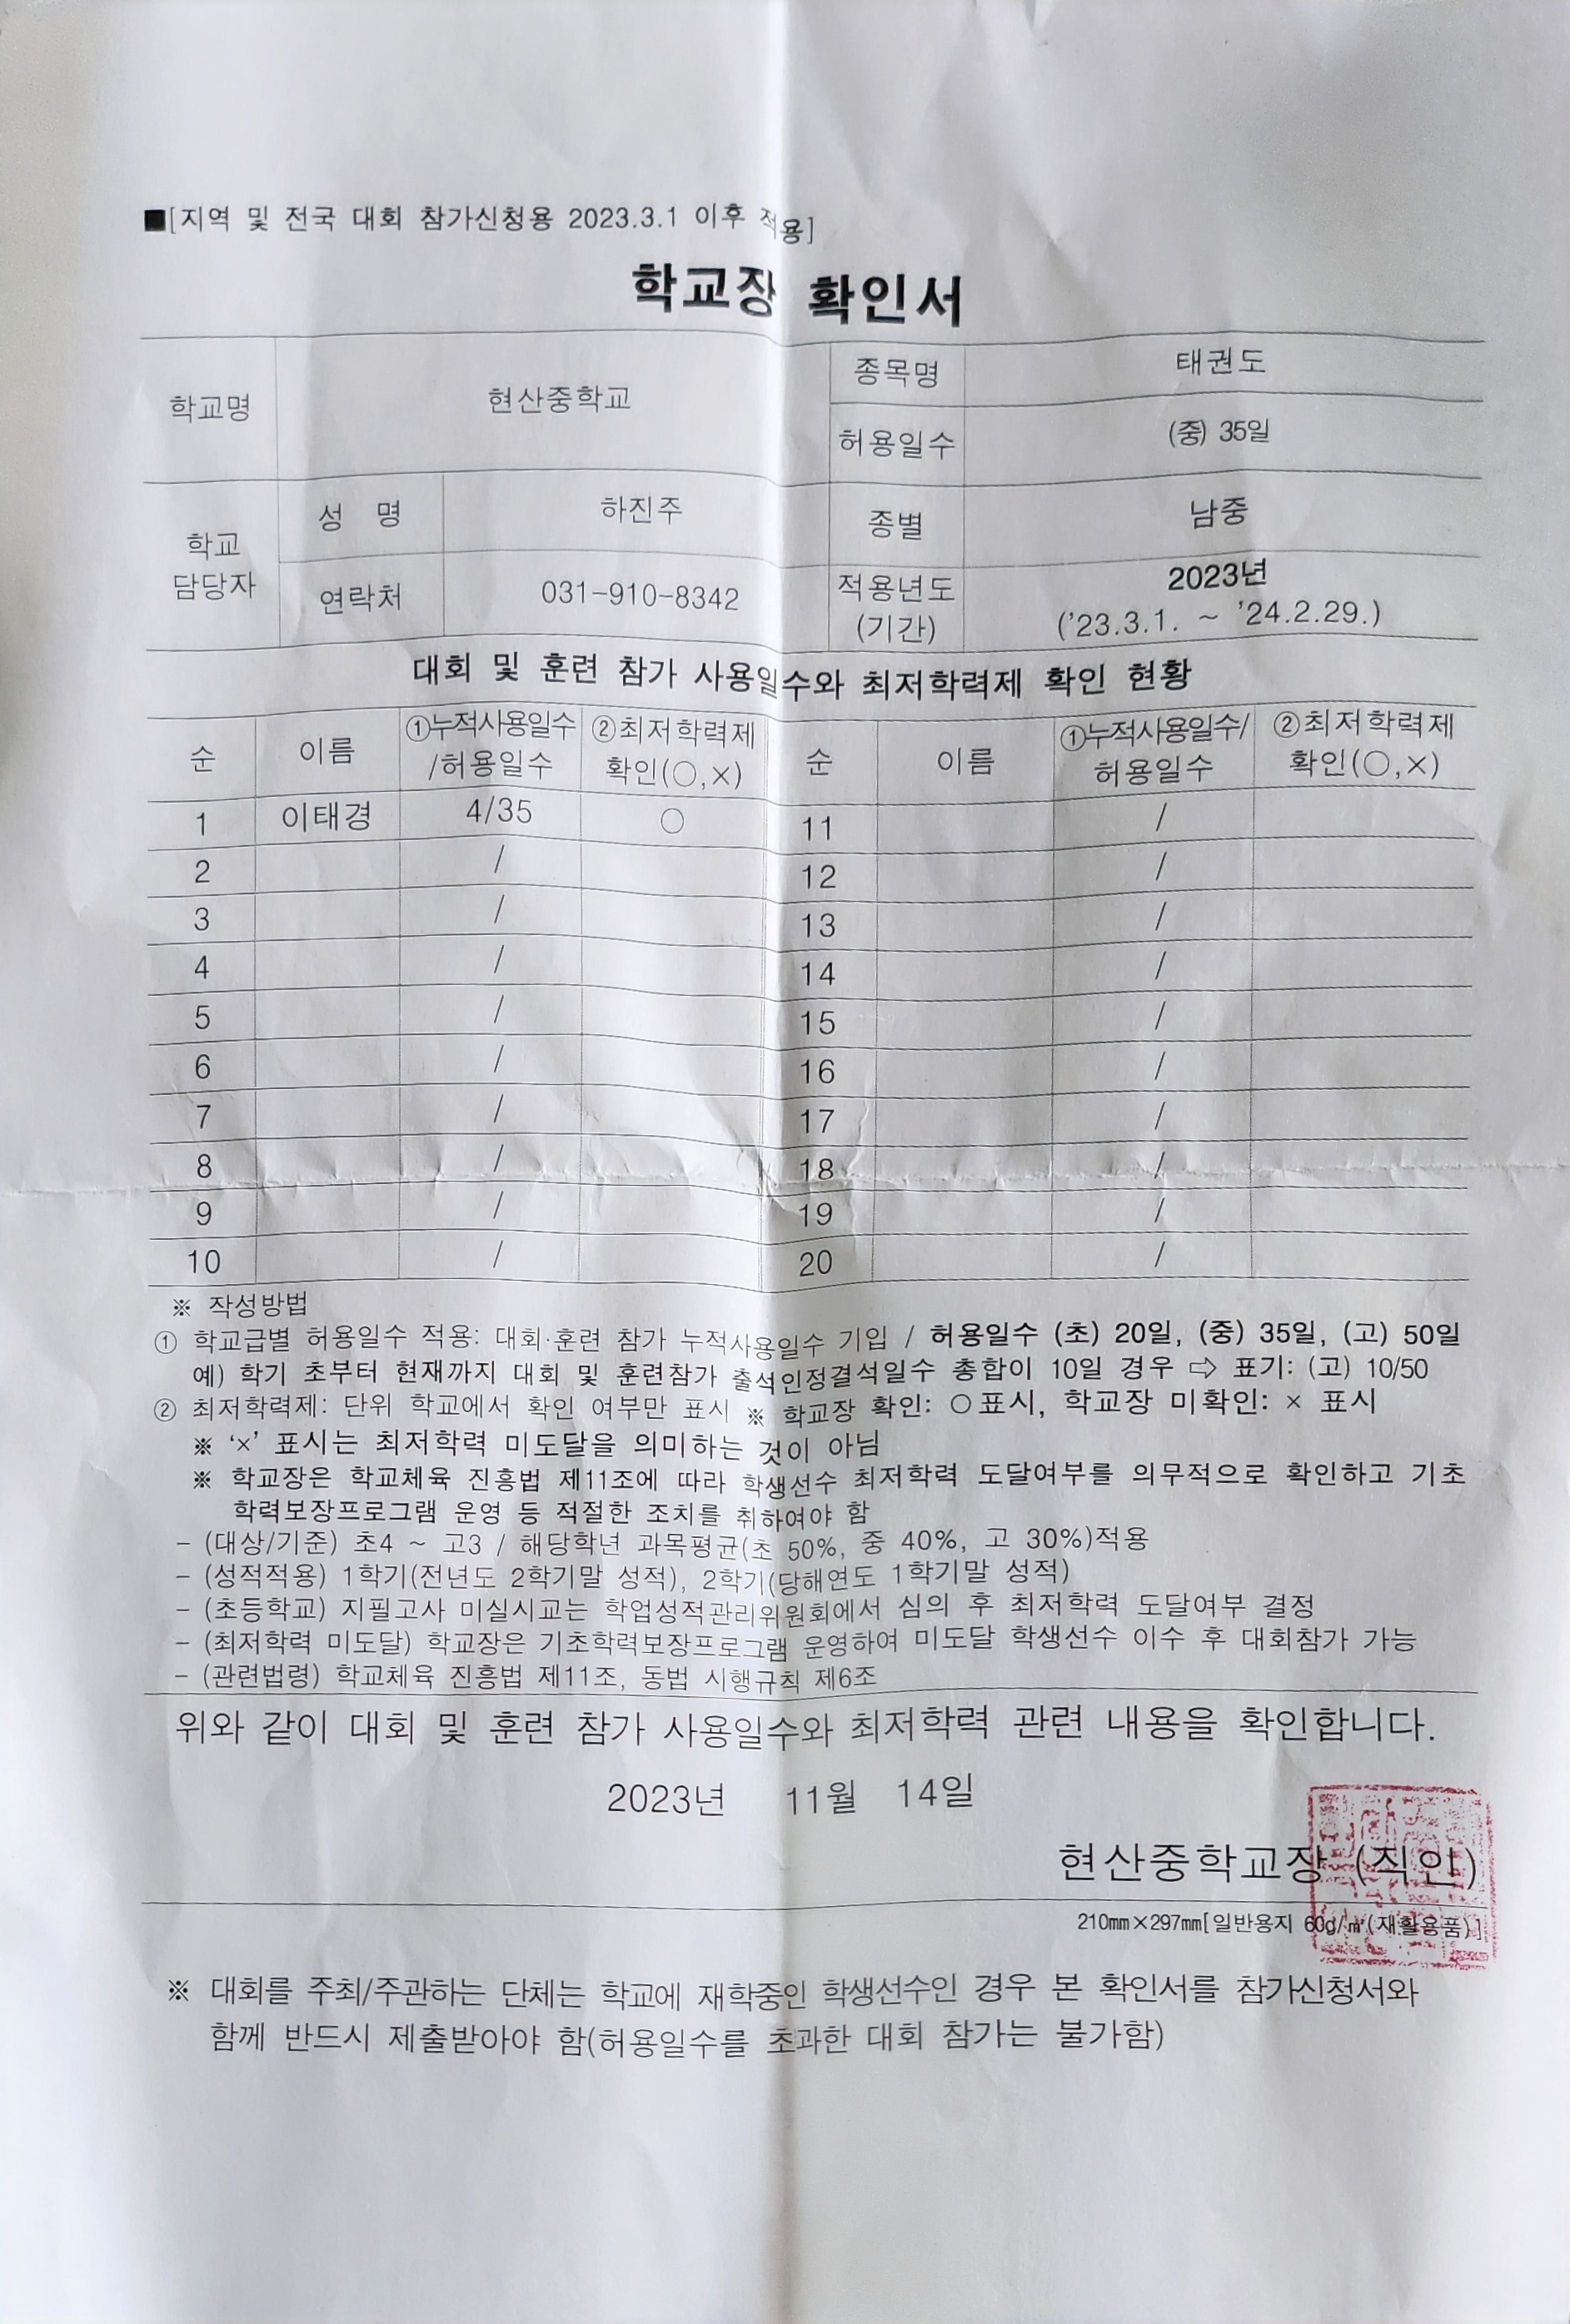 ■[지역 및 전국 대회 참가신청용 2023.3.1 이후 적용]
학교장 확인서
학교명 현산중학교 종목명 태권도
허용일수 (중) 35일
학교 담당자 성 명 하진주 종별 남중
연락처 031-910-8342 적용년도 (기간) 2023년 ('23.3.1. ~ '24.2.29.)
대회 및 훈련 참가 사용일수와 최저학력제 확인 현황
순 이름 ①누적사용일수/허용일수 ②최저학력제 확인(○,×) 순 이름 ①누적사용일수/허용일수 ②최저학력제 확인(○,×)
1 이태경 4/35 ○ 11 /
2 / 12 /
3 / 13 /
4 / 14 /
5 / 15 /
6 / 16 /
7 / 17 /
8 / 18 /
9 / 19 /
10 / 20 /
※ 작성방법
① 학교급별 허용일수 적용: 대회·훈련 참가 누적사용일수 기입 / 허용일수 (초) 20일, (중) 35일, (고) 50일
예) 학기 초부터 현재까지 대회 및 훈련참가 출석인정결석일수 총합이 10일 경우 ⇨ 표기: (고) 10/50
② 최저학력제: 단위 학교에서 확인 여부만 표시 ※ 학교장 확인: ○표시, 학교장 미확인: × 표시
※ '×' 표시는 최저학력 미도달을 의미하는 것이 아님
※ 학교장은 학교체육 진흥법 제11조에 따라 학생선수 최저학력 도달여부를 의무적으로 확인하고 기초
학력보장프로그램 운영 등 적절한 조치를 취하여야 함
- (대상/기준) 초4 ~ 고3 / 해당학년 과목평균(초 50%, 중 40%, 고 30%)적용
- (성적적용) 1학기(전년도 2학기말 성적), 2학기(당해연도 1학기말 성적)
- (초등학교) 지필고사 미실시교는 학업성적관리위원회에서 심의 후 최저학력 도달여부 결정
- (최저학력 미도달) 학교장은 기초학력보장프로그램 운영하여 미도달 학생선수 이수 후 대회참가 가능
- (관련법령) 학교체육 진흥법 제11조, 동법 시행규칙 제6조
위와 같이 대회 및 훈련 참가 사용일수와 최저학력 관련 내용을 확인합니다.
2023년 11월 14일
현산중학교장 (직인)
210㎜×297㎜[일반용지 60g/㎡(재활용품)]
※ 대회를 주최/주관하는 단체는 학교에 재학중인 학생선수인 경우 본 확인서를 참가신청서와
함께 반드시 제출받아야 함(허용일수를 초과한 대회 참가는 불가함)